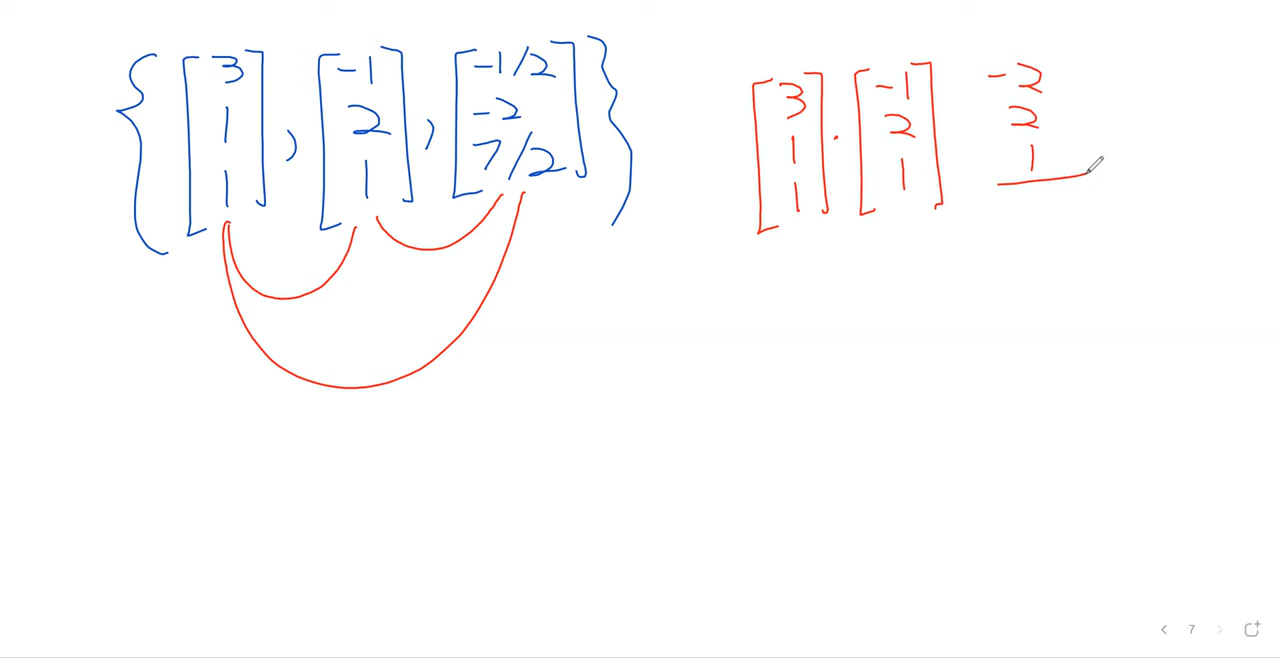 { [ 3 , [ -1 , [ -1/2 ] }
1 2 -2
1 ] 1 ] 7/2
[ 3 ] · [ -1 ] -3
1 2 2
1 1 1
7